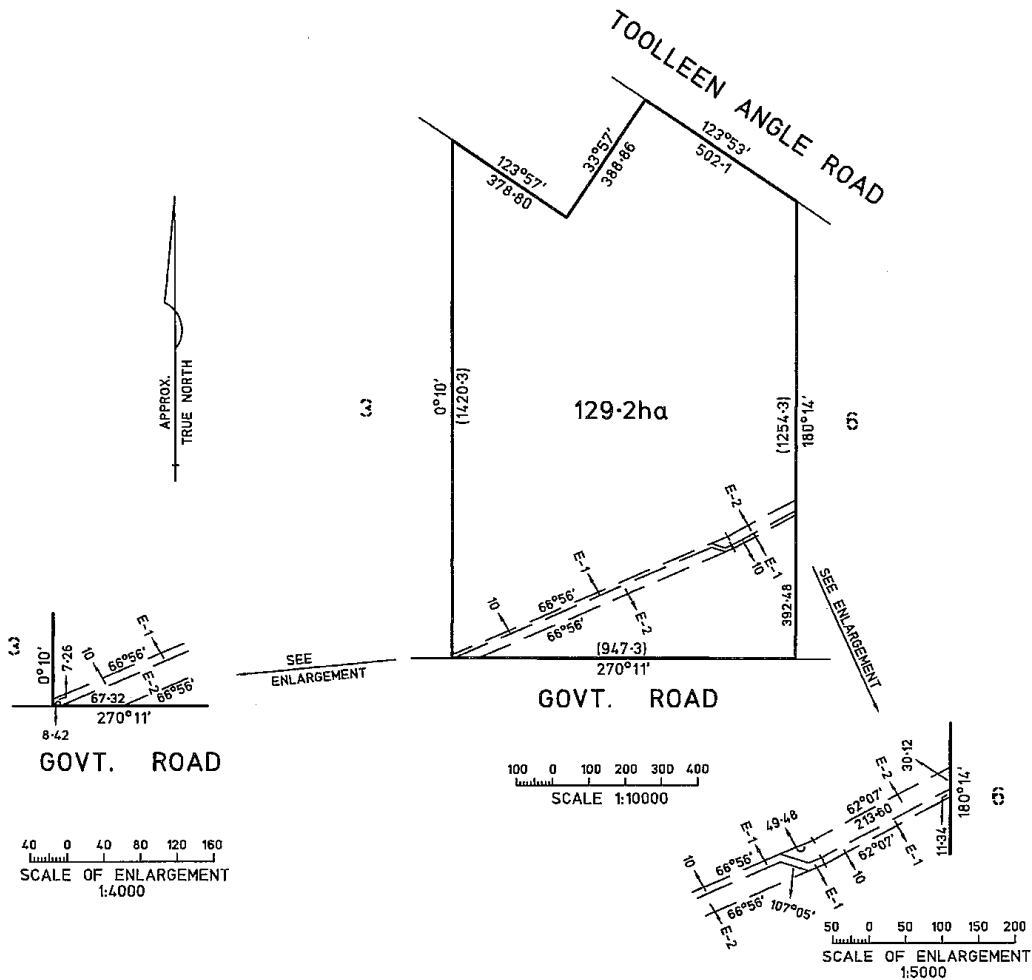 TOOLLEEN ANGLE ROAD
123°53'
502·1
33°57'
388·86
123°57'
378·80
APPROX.
TRUE NORTH
3
0°10'
(1420·3)
129·2ha
(1254·3)
180°14'
6
E-2
E-1
10
E-1
10
66°56'
66°56'
E-2
392·48
(947·3)
270°11'
GOVT. ROAD
SEE ENLARGEMENT
SEE
ENLARGEMENT
3
0°10'
7·26
10
66°56'
E-1
E-2
66°56'
67·32
270°11'
8·42
GOVT. ROAD
40 0 40 80 120 160
SCALE OF ENLARGEMENT
1:4000
100 0 100 200 300 400
SCALE 1:10000
30·12
180°14'
6
E-2
62°07'
213·60
11·34
49·48
E-1
62°07'
E-1
10
66°56'
10
E-1
107°05'
66°56'
E-2
50 0 50 100 150 200
SCALE OF ENLARGEMENT
1:5000